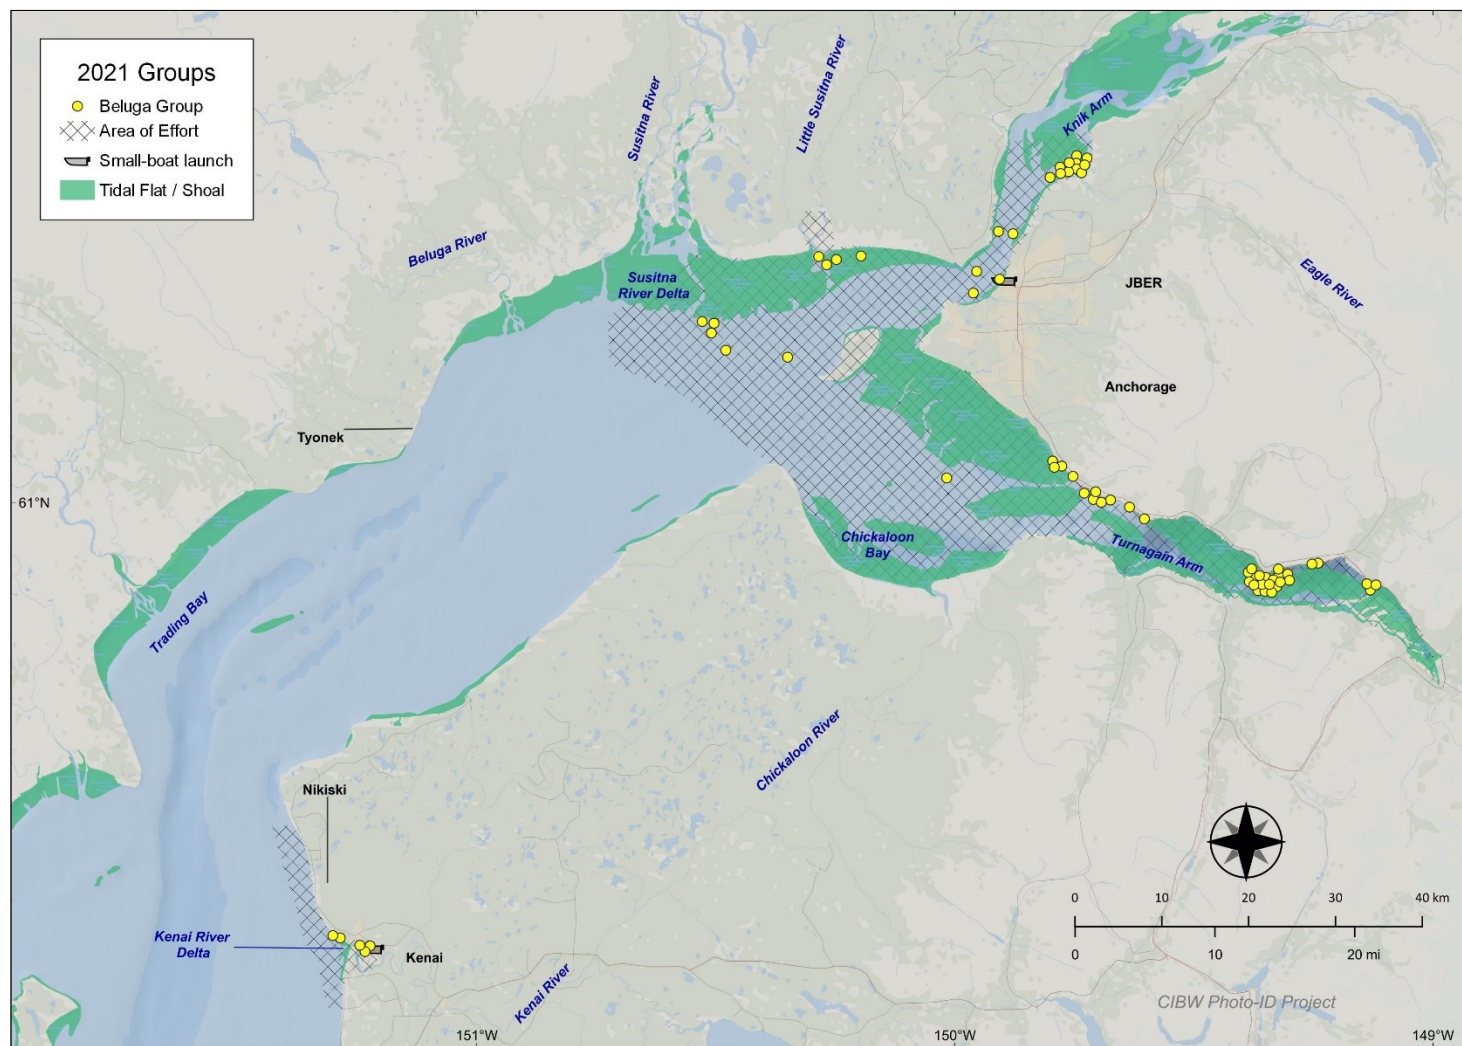 2021 Groups
Beluga Group
Area of Effort
Small-boat launch
Tidal Flat / Shoal
Susitna River
Little Susitna River
Knik Arm
Beluga River
Susitna
River Delta
JBER
Eagle River
Anchorage
Tyonek
61°N
61°N
Chickaloon
Bay
Turnagain Arm
Trading Bay
Chickaloon River
Nikiski
Kenai River
Delta
Kenai
Kenai River
0 10 20 30 40 km
0 10 20 mi
CIBW Photo-ID Project
151°W
150°W
149°W